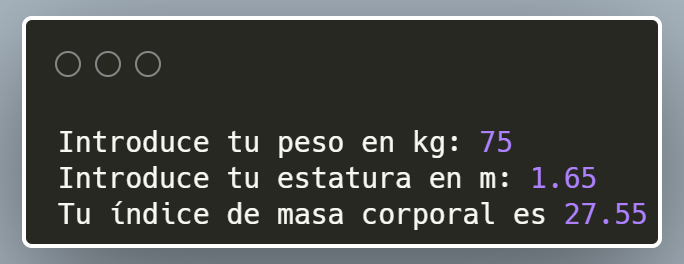 Introduce tu peso en kg: 75
Introduce tu estatura en m: 1.65
Tu índice de masa corporal es 27.55